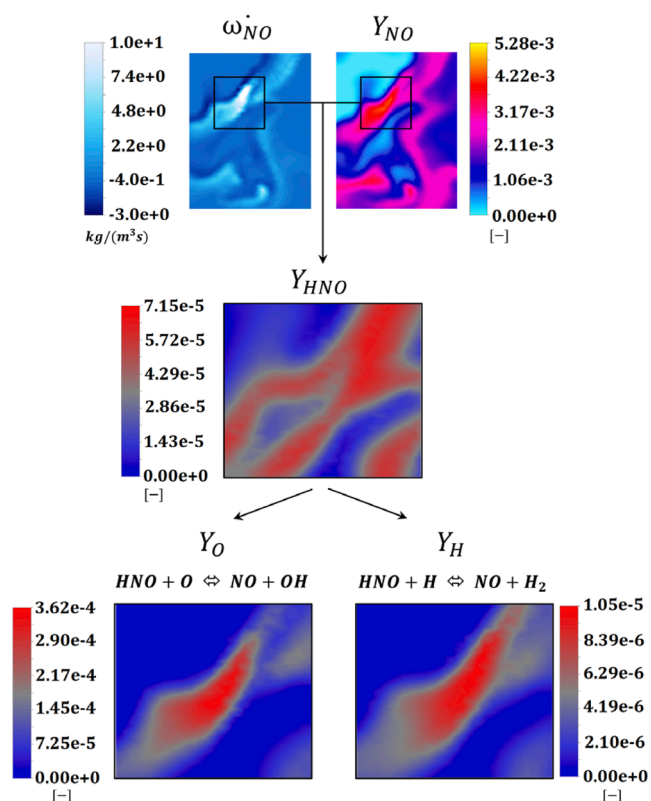 ω̇NO
YNO
1.0e+1
7.4e+0
4.8e+0
2.2e+0
-4.0e-1
-3.0e+0
kg/(m³s)
5.28e-3
4.22e-3
3.17e-3
2.11e-3
1.06e-3
0.00e+0
[−]
YHNO
7.15e-5
5.72e-5
4.29e-5
2.86e-5
1.43e-5
0.00e+0
[−]
YO
HNO + O ⇔ NO + OH
YH
HNO + H ⇔ NO + H₂
3.62e-4
2.90e-4
2.17e-4
1.45e-4
7.25e-5
0.00e+0
[−]
1.05e-5
8.39e-6
6.29e-6
4.20e-6
2.10e-6
0.00e+0
[−]